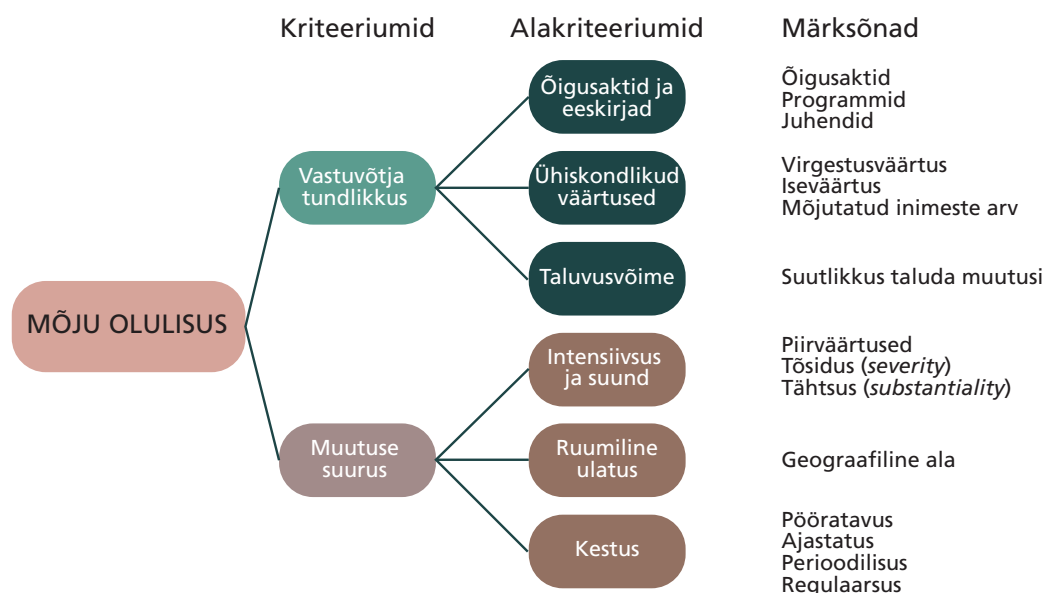 Kriteeriumid
Alakriteeriumid
Märksõnad
MÕJU OLULISUS
Vastuvõtja
tundlikkus
Õigusaktid ja
eeskirjad
Õigusaktid
Programmid
Juhendid
Ühiskondlikud
väärtused
Virgestusväärtus
Iseväärtus
Mõjutatud inimeste arv
Taluvusvõime
Suutlikkus taluda muutusi
Muutuse
suurus
Intensiivsus
ja suund
Piirväärtused
Tõsidus (severity)
Tähtsus (substantiality)
Ruumiline
ulatus
Geograafiline ala
Kestus
Pööratavus
Ajastatus
Perioodilisus
Regulaarsus